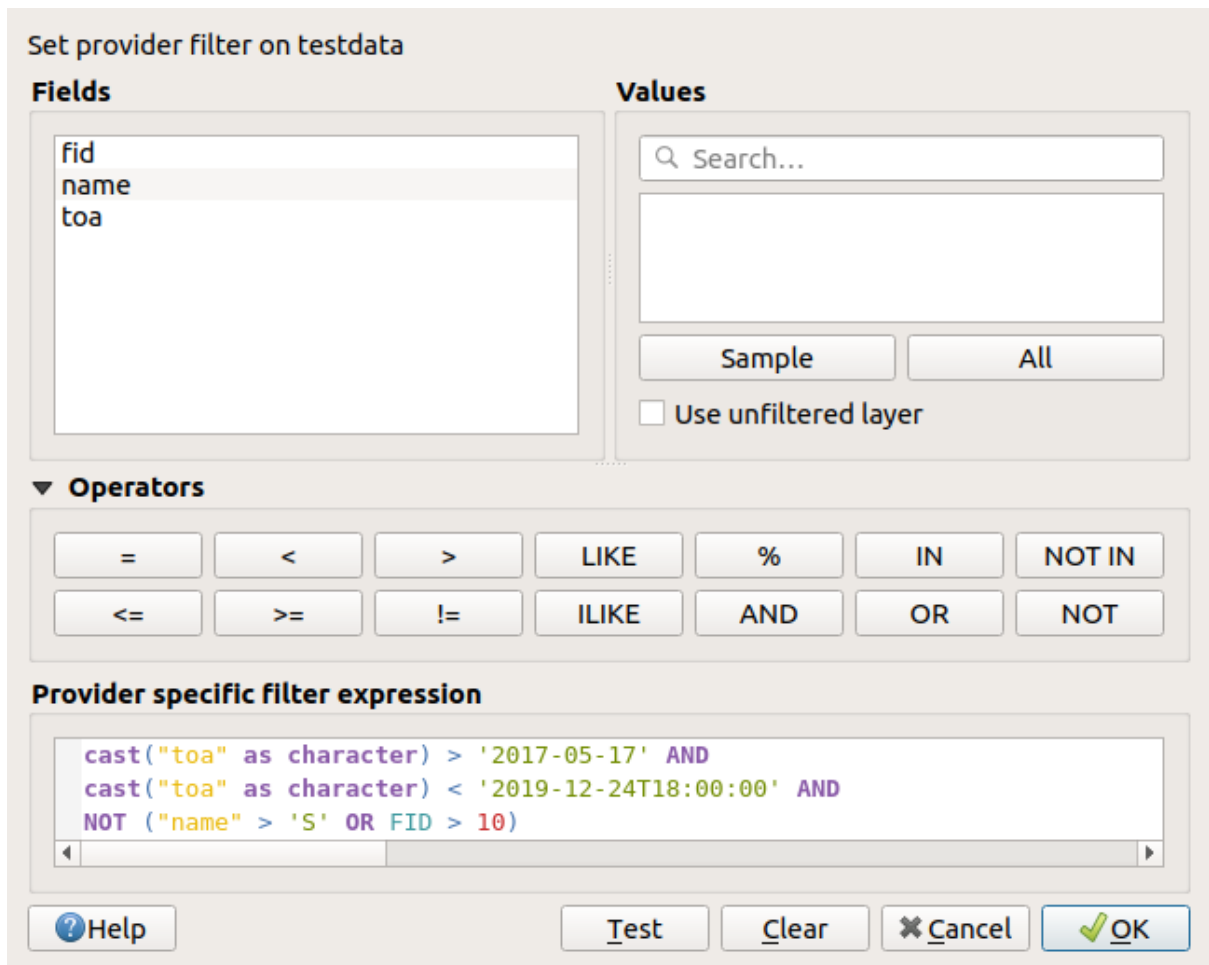 Set provider filter on testdata
Fields
Values
fid
name
toa
Search…
Sample
All
Use unfiltered layer
Operators
= < > LIKE % IN NOT IN
<= >= != ILIKE AND OR NOT
Provider specific filter expression
cast("toa" as character) > '2017-05-17' AND
cast("toa" as character) < '2019-12-24T18:00:00' AND
NOT ("name" > 'S' OR FID > 10)
Help Test Clear Cancel OK